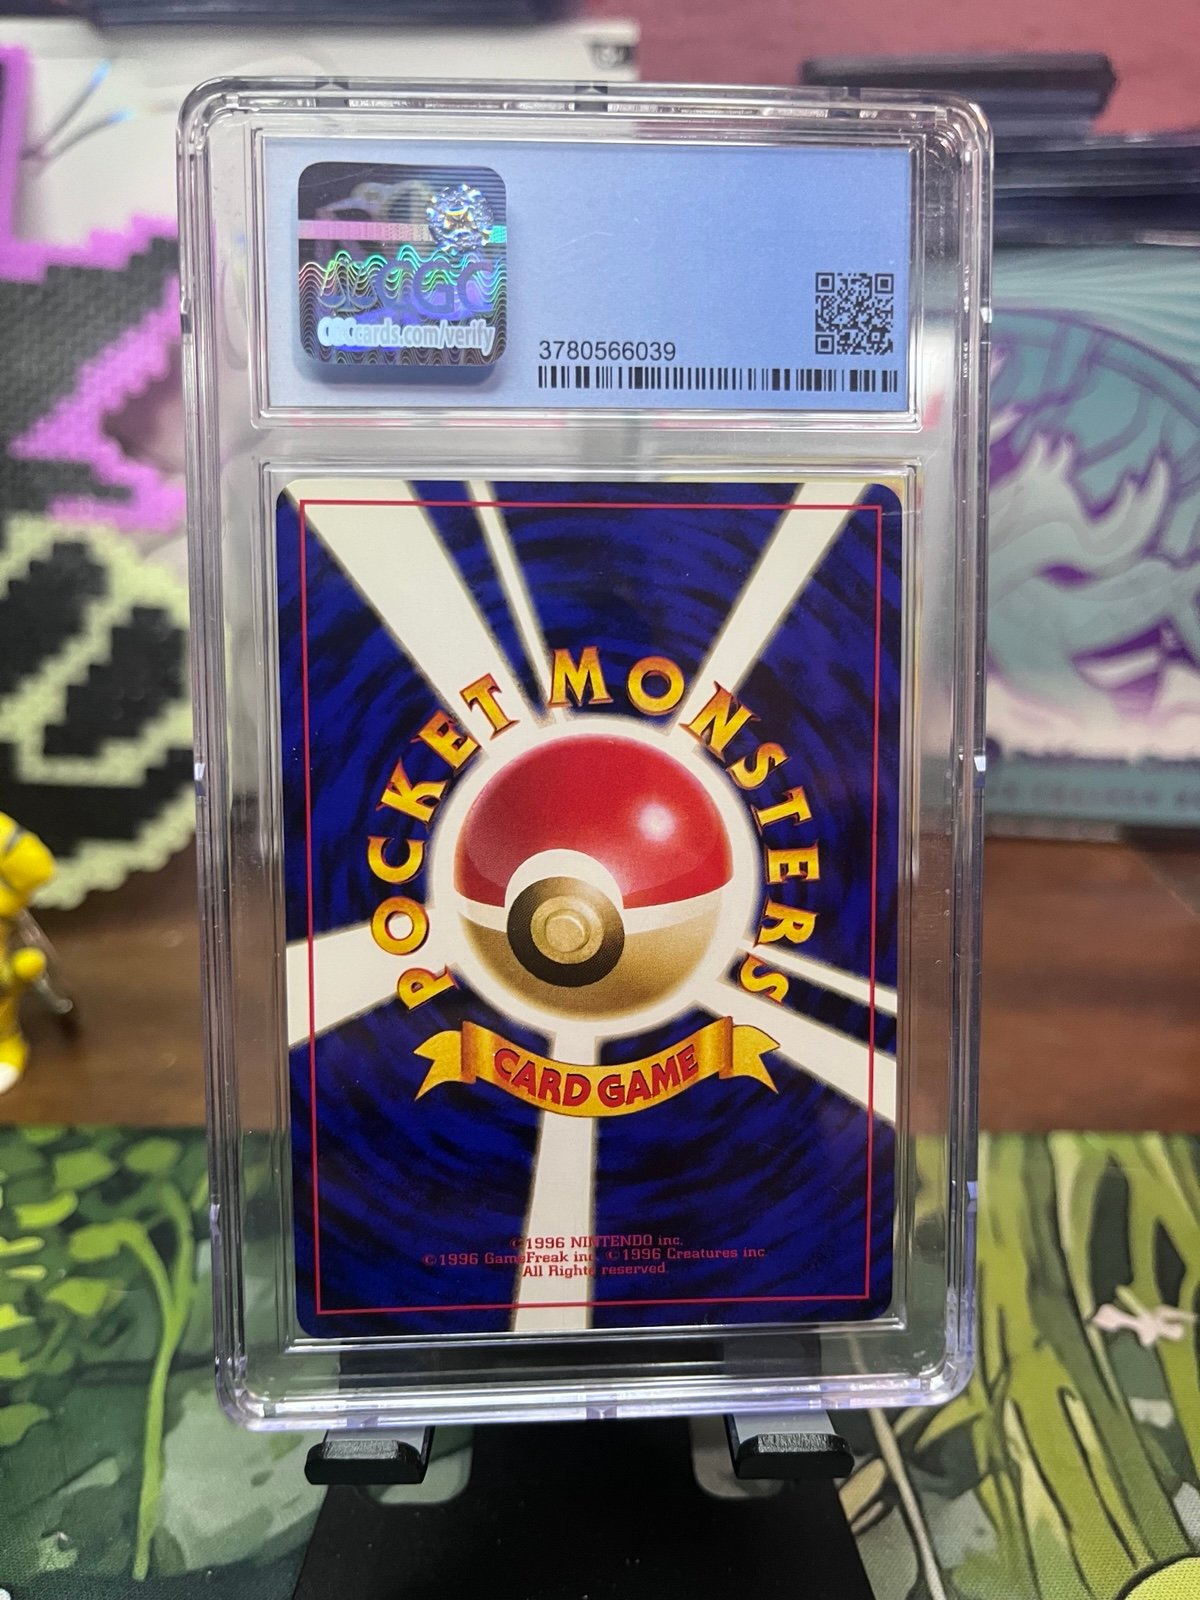 CGC
CGCcards.com/verify
3780566039
POCKET MONSTERS
CARD GAME
©1996 NINTENDO inc.
©1996 GameFreak inc. ©1996 Creatures inc.
All Rights reserved.